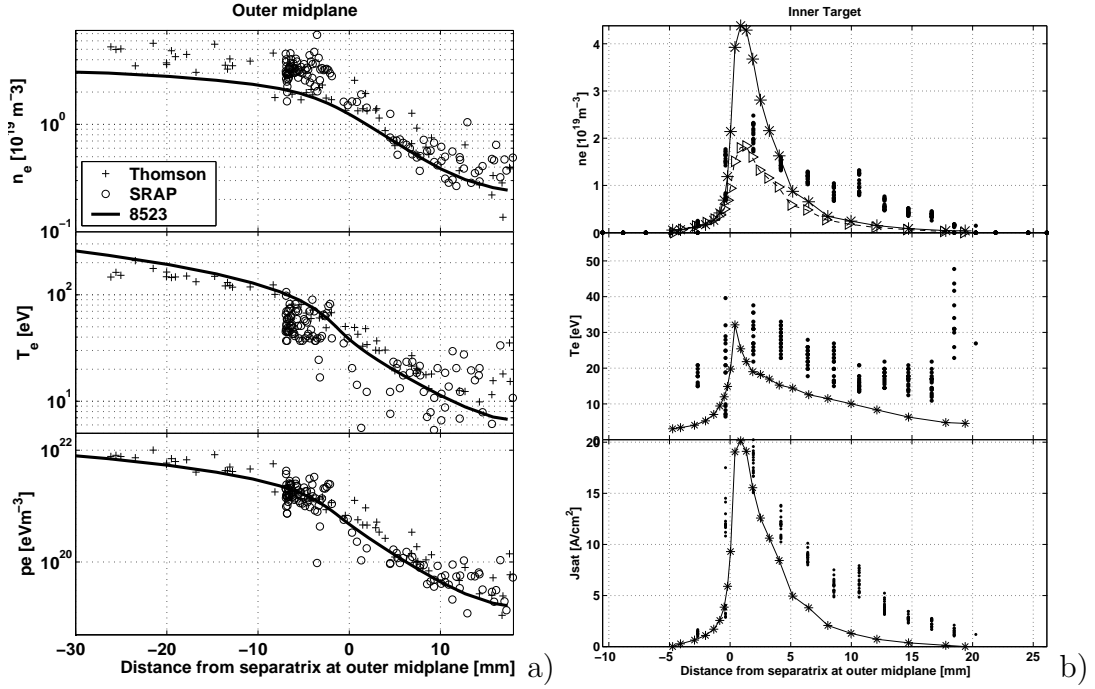 Outer midplane
n_e [10^19 m^−3]
10^0
10^−1
+ Thomson
○ SRAP
8523
T_e [eV]
10^2
10^1
pe [eVm^−3]
10^22
10^20
−30 −20 −10 0 10
Distance from separatrix at outer midplane [mm]
a)
Inner Target
ne [10^19m^−3]
4
3
2
1
0
Te [eV]
60
50
40
30
20
10
0
Jsat [A/cm^2]
20
15
10
5
0
−10 −5 0 5 10 15 20 25
Distance from separatrix at outer midplane [mm]
b)